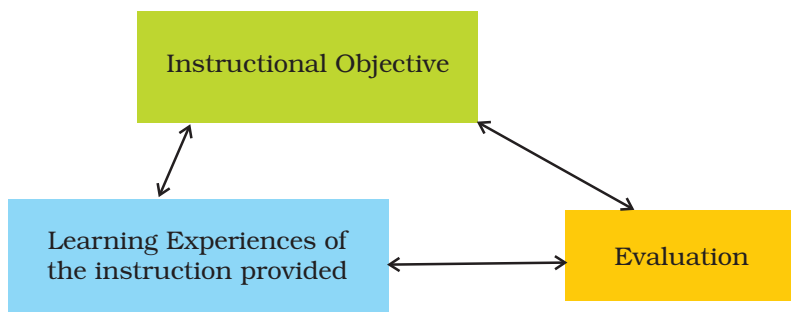 Instructional Objective
Learning Experiences of
the instruction provided
Evaluation